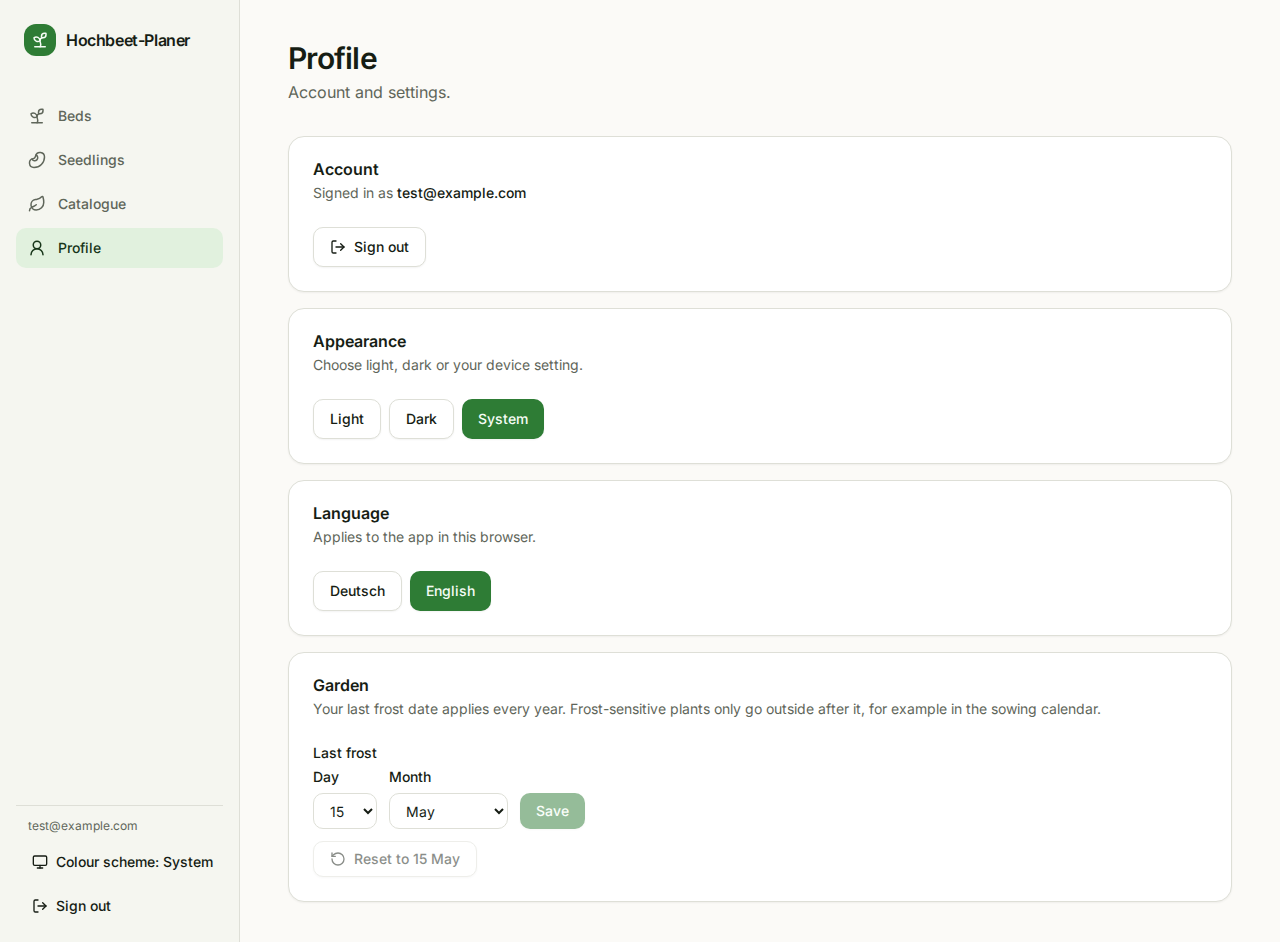 Hochbeet-Planer
Beds
Seedlings
Catalogue
Profile
test@example.com
Colour scheme: System
Sign out
Profile
Account and settings.
Account
Signed in as test@example.com
Sign out
Appearance
Choose light, dark or your device setting.
Light Dark System
Language
Applies to the app in this browser.
Deutsch English
Garden
Your last frost date applies every year. Frost-sensitive plants only go outside after it, for example in the sowing calendar.
Last frost
Day Month
15 May Save
Reset to 15 May